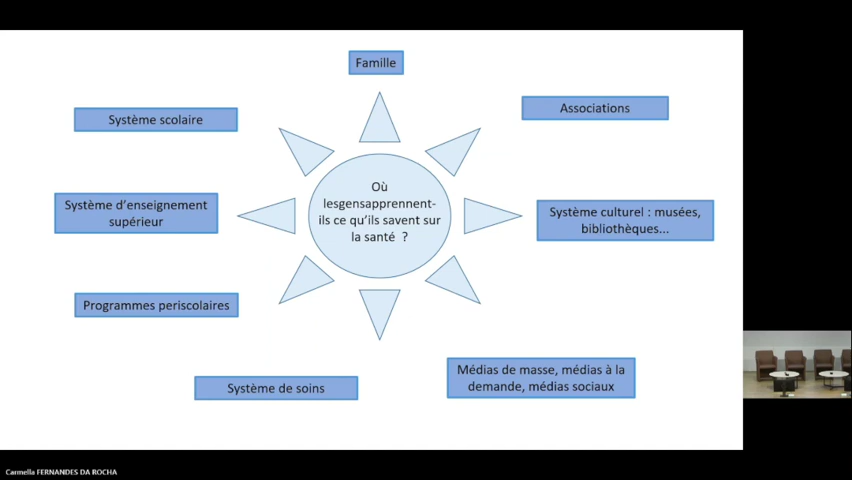 Famille
Système scolaire
Associations
Système d'enseignement
supérieur
Où
lesgensapprennent-
ils ce qu'ils savent sur
la santé ?
Système culturel : musées,
bibliothèques...
Programmes periscolaires
Système de soins
Médias de masse, médias à la
demande, médias sociaux
Carmella FERNANDES DA ROCHA